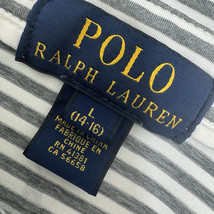 POLO
RALPH LAUREN
L
(14-16)
MADE IN CHINA
FABRIQUÉ EN
CHINE
RN 41381
CA 56658